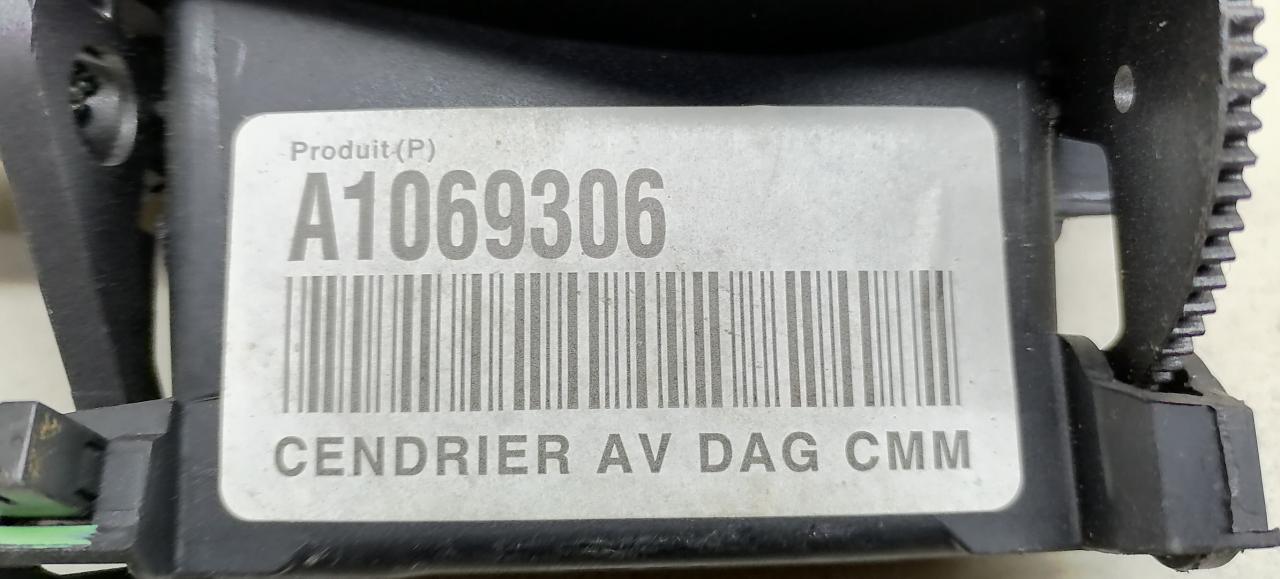 Produit (P)
A1069306
CENDRIER AV DAG CMM